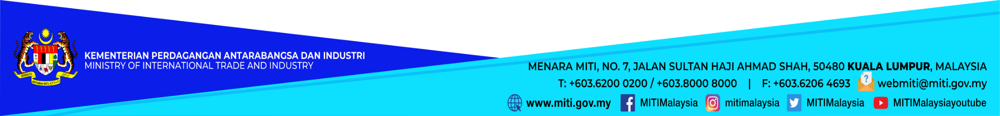 KEMENTERIAN PERDAGANGAN ANTARABANGSA DAN INDUSTRI
MINISTRY OF INTERNATIONAL TRADE AND INDUSTRY
BERSEKUTU
BERTAMBAH MUTU
MENARA MITI, NO. 7, JALAN SULTAN HAJI AHMAD SHAH, 50480 KUALA LUMPUR, MALAYSIA
T: +603.6200 0200 / +603.8000 8000 | F: +603.6206 4693 webmiti@miti.gov.my
www.miti.gov.my MITIMalaysia mitimalaysia MITIMalaysia MITIMalaysiayoutube